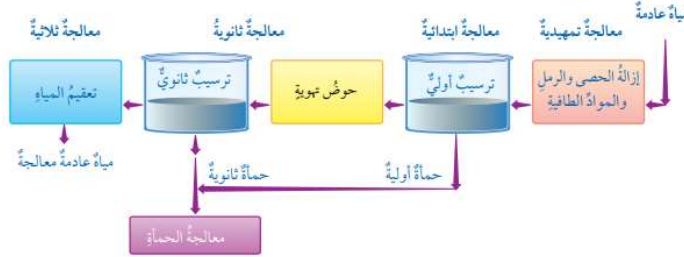 مياهٌ عادمةٌ
معالجةٌ تمهيديةٌ
معالجةٌ ابتدائيةٌ
معالجةٌ ثانويةُ
معالجةٌ ثلاثيةٌ
إزالةُ الحصى والرملِ
والموادِّ الطافيةِ
ترسيبٌ أوليٌّ
حوضُ تهويةٍ
ترسيبٌ ثانويٌّ
تعقيمُ المياهِ
حمأةٌ أوليةٌ
حمأةٌ ثانويةٌ
مياهٌ عادمةٌ معالجةٌ
معالجةُ الحمأةِ